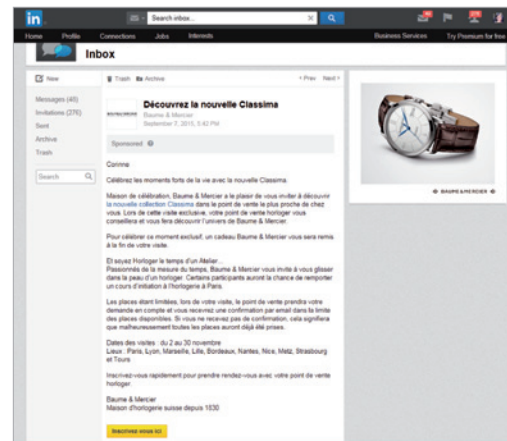 in
Search inbox...
Home Profile Connections Jobs Interests Business Services Try Premium for free
Inbox
New
Trash Archive
Prev Next
Messages (40)
Invitations (276)
Sent
Archive
Trash
Search
Découvrez la nouvelle Classima
Baume & Mercier
September 7, 2015, 5:42 PM
Sponsored
Corinne
Célébrez les moments forts de la vie avec la nouvelle Classima.
Maison de célébration, Baume & Mercier a le plaisir de vous inviter à découvrir
la nouvelle collection Classima dans le point de vente le plus proche de chez
vous. Lors de cette visite exclusive, votre point de vente horloger vous
conseillera et vous fera découvrir l'univers de Baume & Mercier.
Pour célébrer ce moment exclusif, un cadeau Baume & Mercier vous sera remis
à la fin de votre visite.
Et soyez Horloger le temps d'un Atelier...
Passionnés de la mesure du temps, Baume & Mercier vous invite à vous glisser
dans la peau d'un horloger. Certains participants auront la chance de remporter
un cours d'initiation à l'horlogerie à Paris.
Les places étant limitées, lors de votre visite, le point de vente prendra votre
demande en compte et vous recevrez une confirmation par email dans la limite
des places disponibles. Si vous ne recevez pas de confirmation, cela signifiera
que malheureusement toutes les places auront déjà été prises.
Dates des visites : du 2 au 30 novembre
Lieux : Paris, Lyon, Marseille, Lille, Bordeaux, Nantes, Nice, Metz, Strasbourg
et Tours
Inscrivez-vous rapidement pour prendre rendez-vous avec votre point de vente
horloger.
Baume & Mercier
Maison d'horlogerie suisse depuis 1830
Inscrivez-vous ici
BAUME & MERCIER